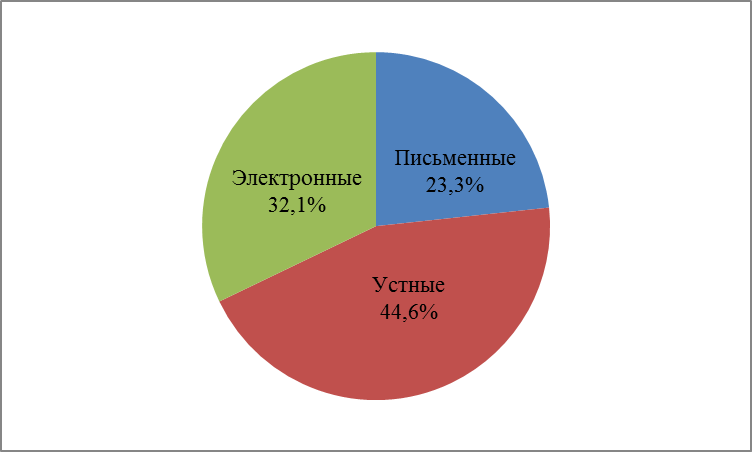 Письменные
23,3%
Электронные
32,1%
Устные
44,6%